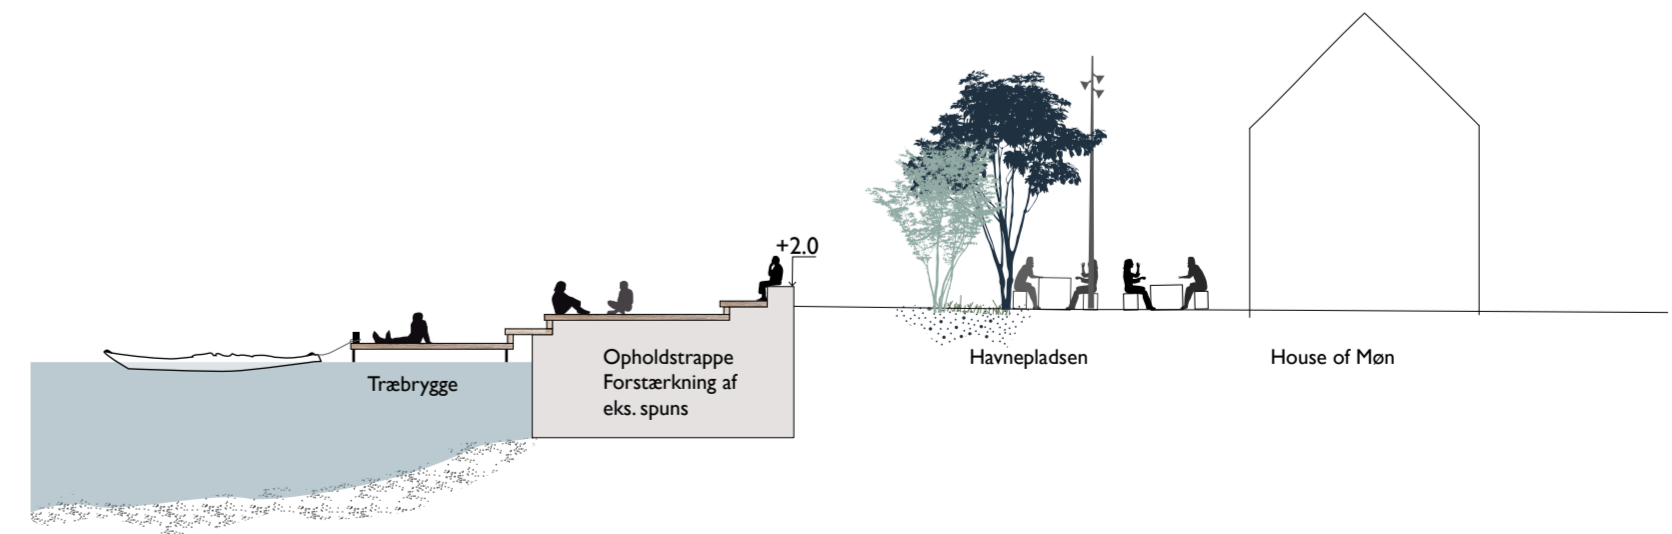 +2.0
Træbrygge
Opholdstrappe
Forstærkning af
eks. spuns
Havnepladsen
House of Møn